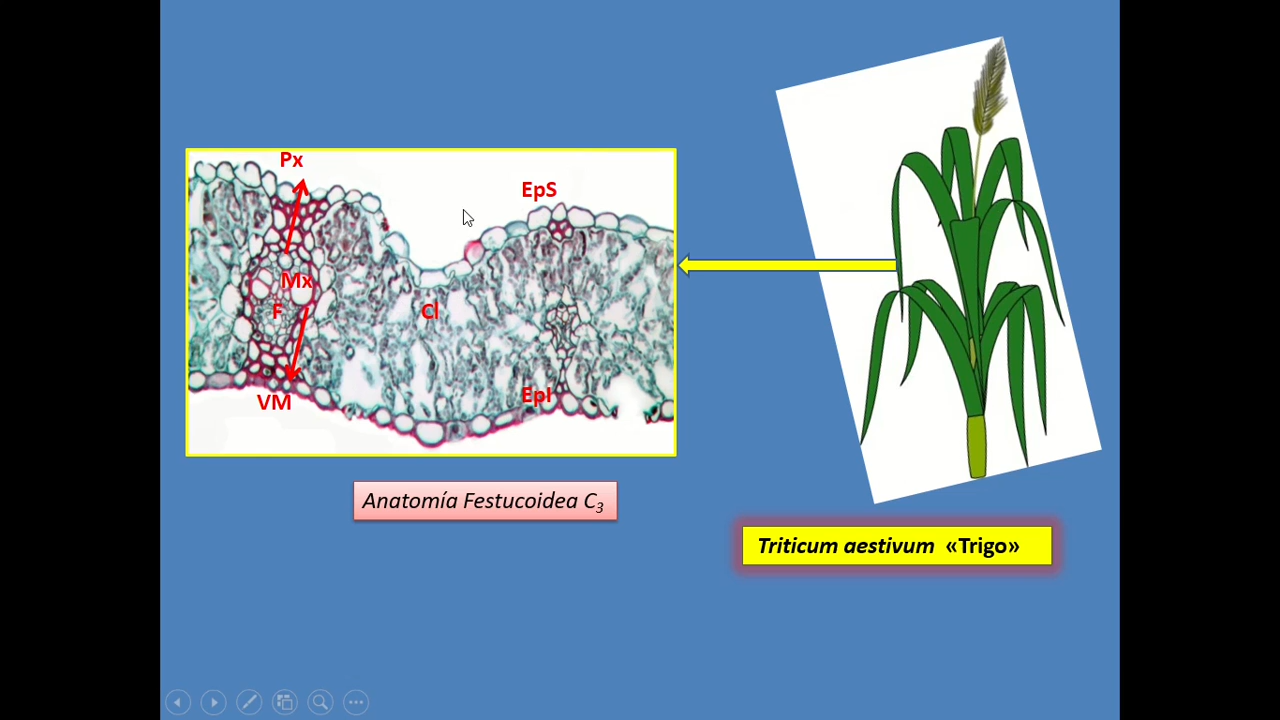 Px
EpS
Mx
F
Cl
EpI
VM
Anatomía Festucoidea C₃
Triticum aestivum «Trigo»